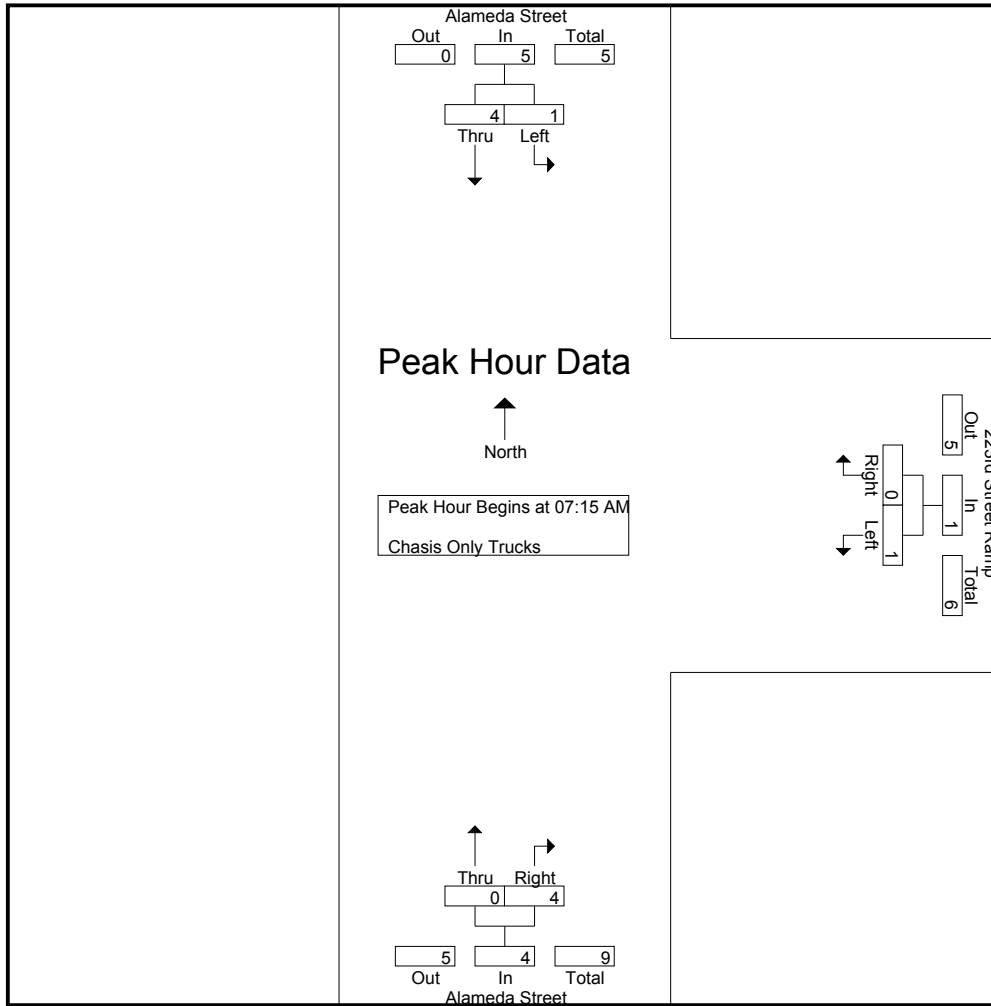 Alameda Street
Out In Total
0 5 5
4 1
Thru Left
Peak Hour Data
North
Peak Hour Begins at 07:15 AM
Chasis Only Trucks
Street Ramp
Out In Total
5 1 6
Right Left
0 1
Thru Right
0 4
5 4 9
Out In Total
Alameda Street